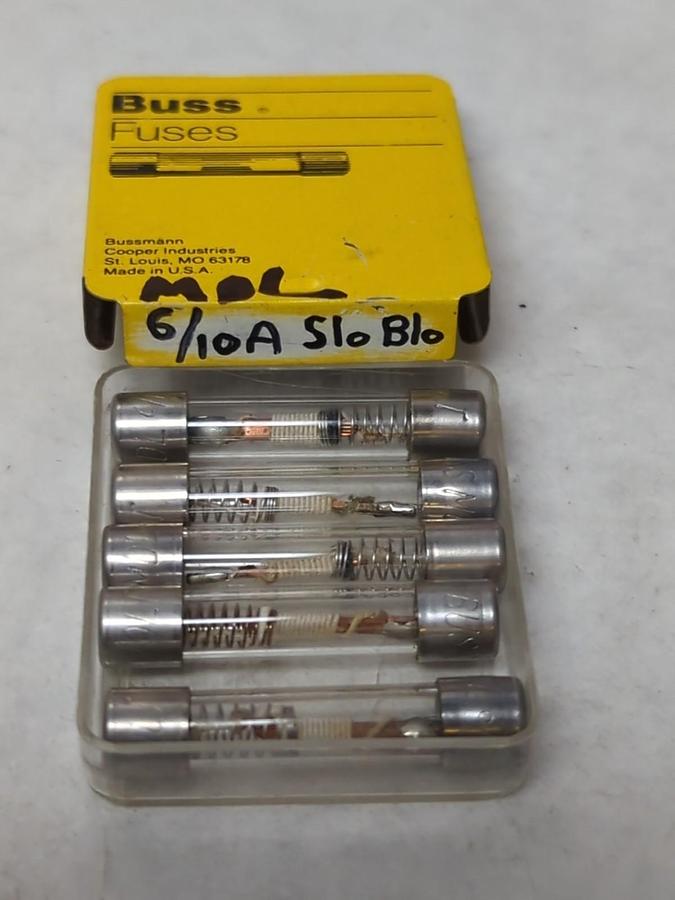 Buss
Fuses
Bussmann
Cooper Industries
St. Louis, MO 63178
Made in U.S.A.
MDL
6/10A Slo Blo